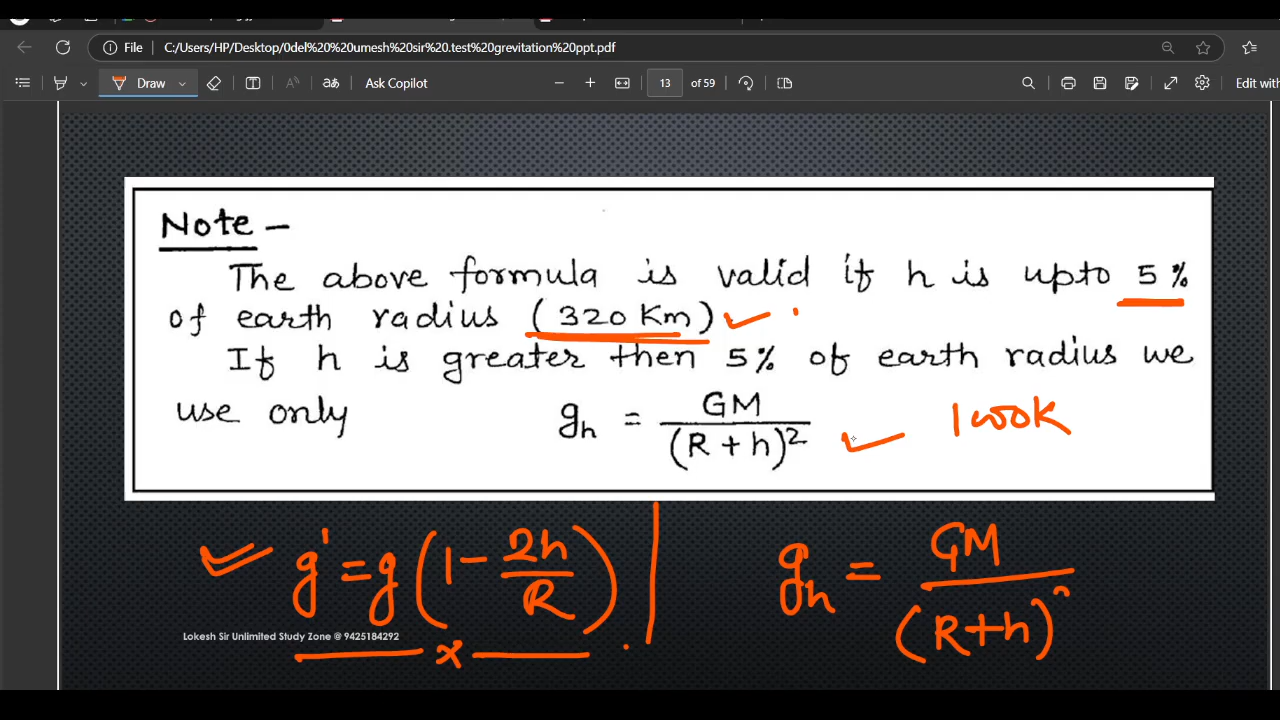 File C:/Users/HP/Desktop/0del%20%20umesh%20sir%20.test%20grevitation%20ppt.pdf
Draw aあ Ask Copilot 13 of 59 Edit with
Note -
The above formula is valid if h is upto 5%
of earth radius (320 Km)
If h is greater then 5% of earth radius we
use only gh = GM/(R+h)²
g' = g(1 - 2h/R) gh = GM/(R+h)²
Lokesh Sir Unlimited Study Zone @ 9425184292
x